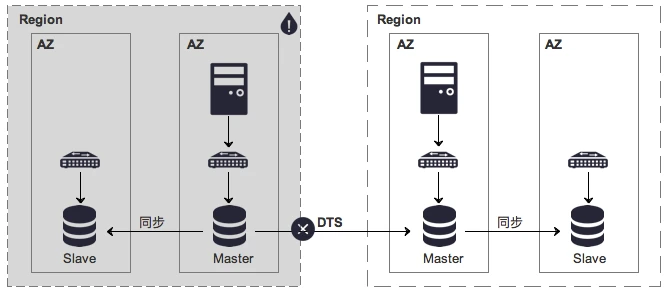 Region
AZ
AZ
同步
Slave
Master
DTS
Region
AZ
AZ
同步
Master
Slave